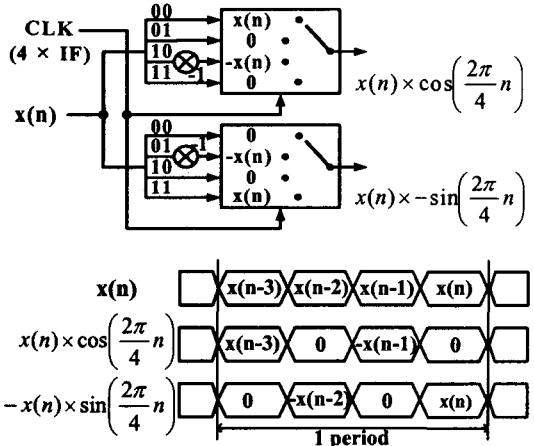 CLK
(4 × IF)
x(n)
00
01
10
11
-1
x(n)
0
-x(n)
0
x(n) × cos(2π/4 n)
00
01
10
11
-1
0
-x(n)
0
x(n)
x(n) × −sin(2π/4 n)
x(n) x(n-3) x(n-2) x(n-1) x(n)
x(n) × cos(2π/4 n) x(n-3) 0 -x(n-1) 0
− x(n) × sin(2π/4 n) 0 -x(n-2) 0 x(n)
1 period